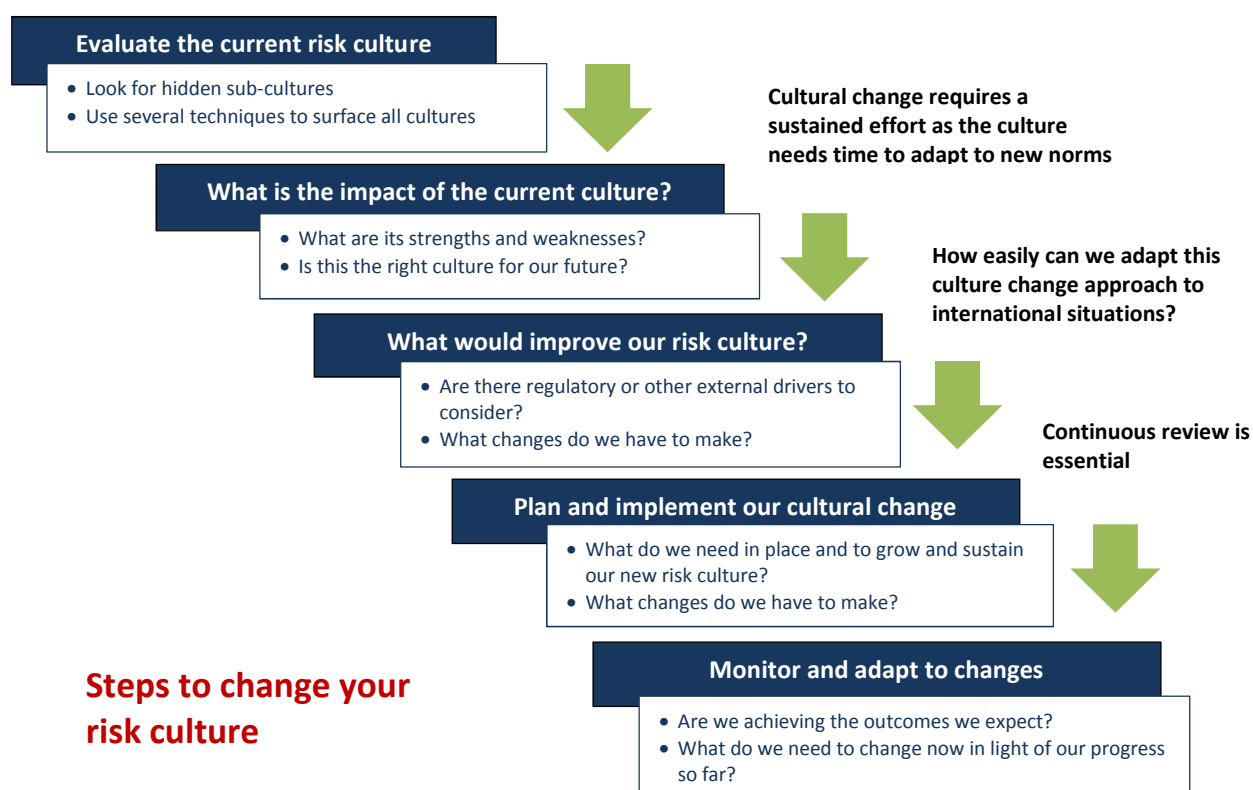 Evaluate the current risk culture
• Look for hidden sub-cultures
• Use several techniques to surface all cultures
Cultural change requires a
sustained effort as the culture
needs time to adapt to new norms
What is the impact of the current culture?
• What are its strengths and weaknesses?
• Is this the right culture for our future?
How easily can we adapt this
culture change approach to
international situations?
What would improve our risk culture?
• Are there regulatory or other external drivers to
consider?
• What changes do we have to make?
Continuous review is
essential
Plan and implement our cultural change
• What do we need in place and to grow and sustain
our new risk culture?
• What changes do we have to make?
Monitor and adapt to changes
• Are we achieving the outcomes we expect?
• What do we need to change now in light of our progress
so far?
Steps to change your
risk culture